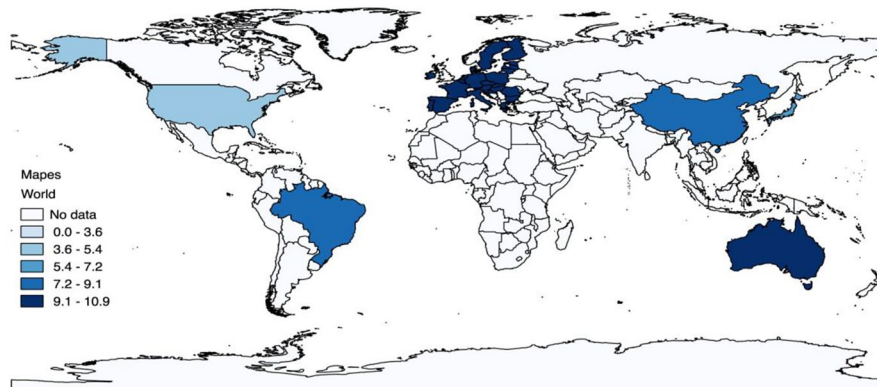 Mapes
World
No data
0.0 - 3.6
3.6 - 5.4
5.4 - 7.2
7.2 - 9.1
9.1 - 10.9